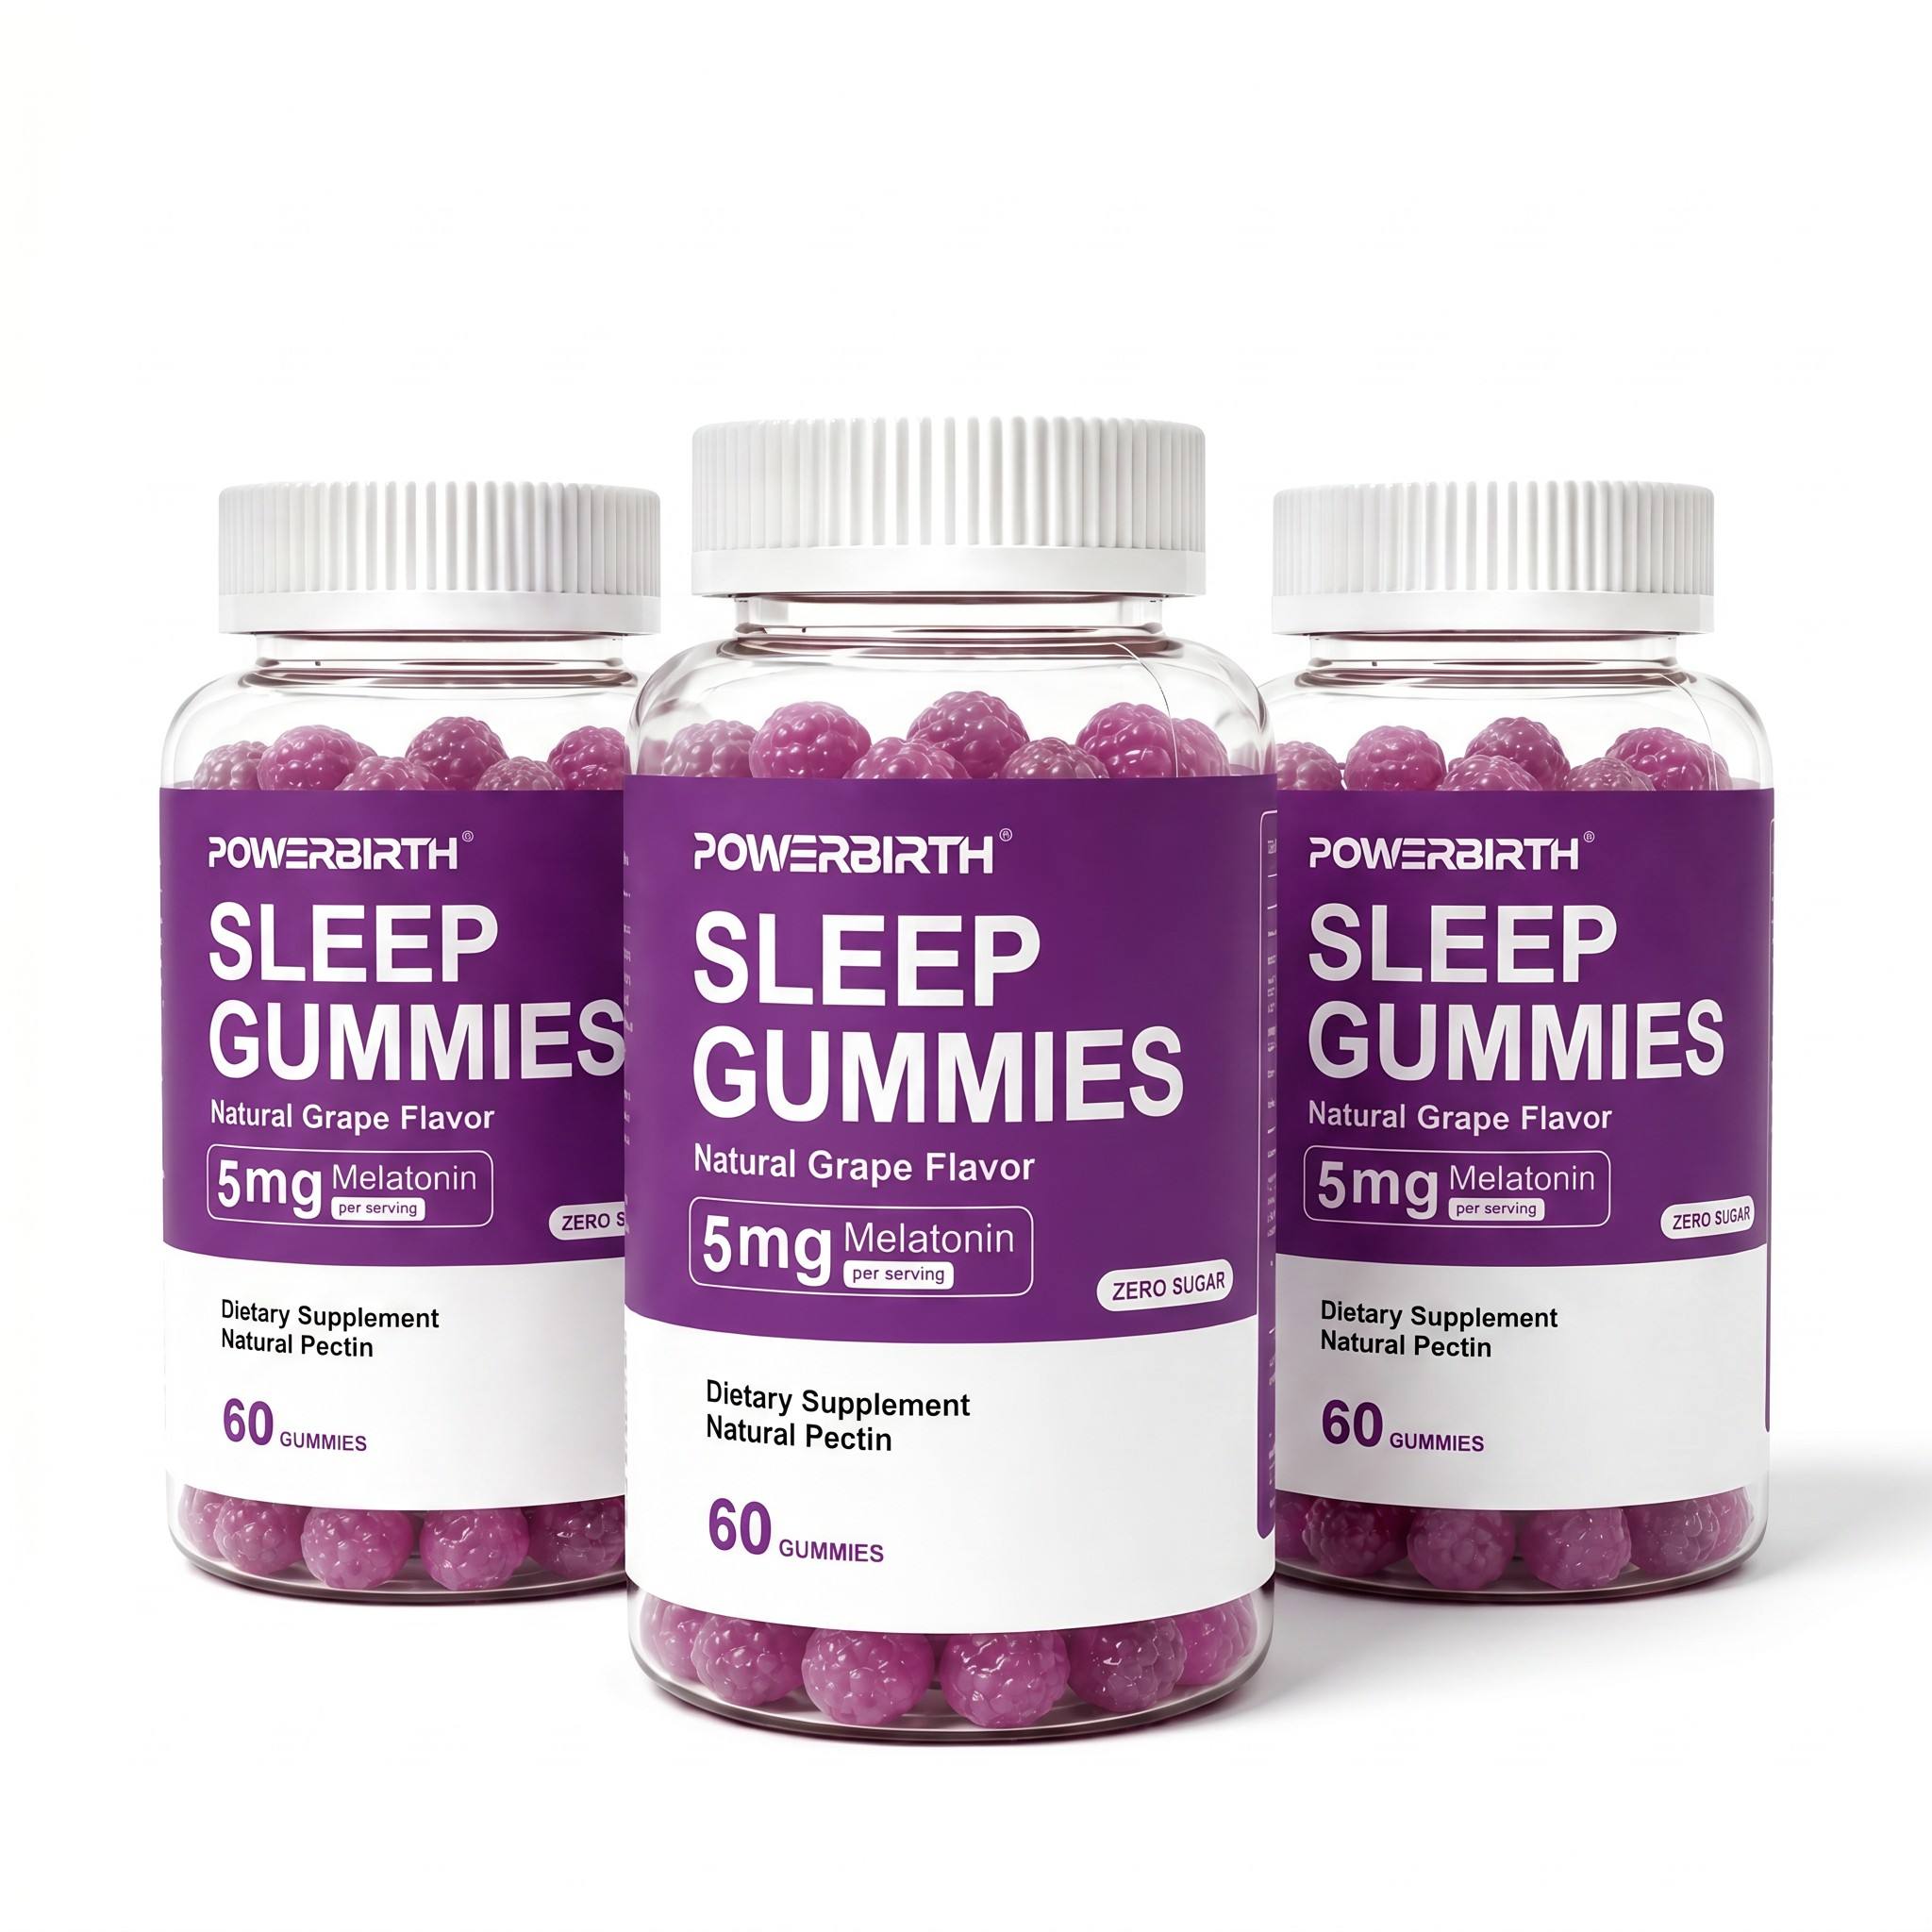 POWERBIRTH®
SLEEP
GUMMIES
Natural Grape Flavor
5mg Melatonin
per serving
ZERO S
Dietary Supplement
Natural Pectin
60 GUMMIES
POWERBIRTH®
SLEEP
GUMMIES
Natural Grape Flavor
5mg Melatonin
per serving
ZERO SUGAR
Dietary Supplement
Natural Pectin
60 GUMMIES
POWERBIRTH®
SLEEP
GUMMIES
Natural Grape Flavor
5mg Melatonin
per serving
ZERO SUGAR
Dietary Supplement
Natural Pectin
60 GUMMIES